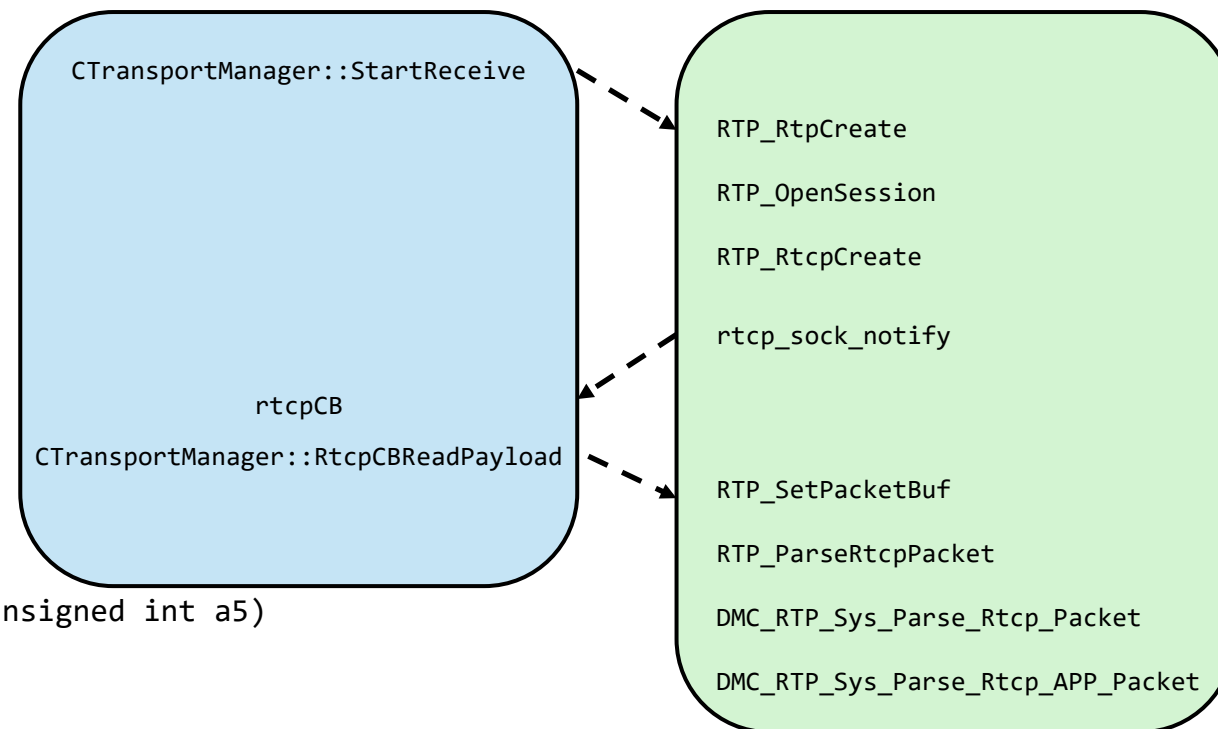 CTransportManager::StartReceive
RTP_RtpCreate
RTP_OpenSession
RTP_RtcpCreate
rtcp_sock_notify
rtcpCB
CTransportManager::RtcpCBReadPayload
RTP_SetPacketBuf
RTP_ParseRtcpPacket
nsigned int a5)
DMC_RTP_Sys_Parse_Rtcp_Packet
DMC_RTP_Sys_Parse_Rtcp_APP_Packet